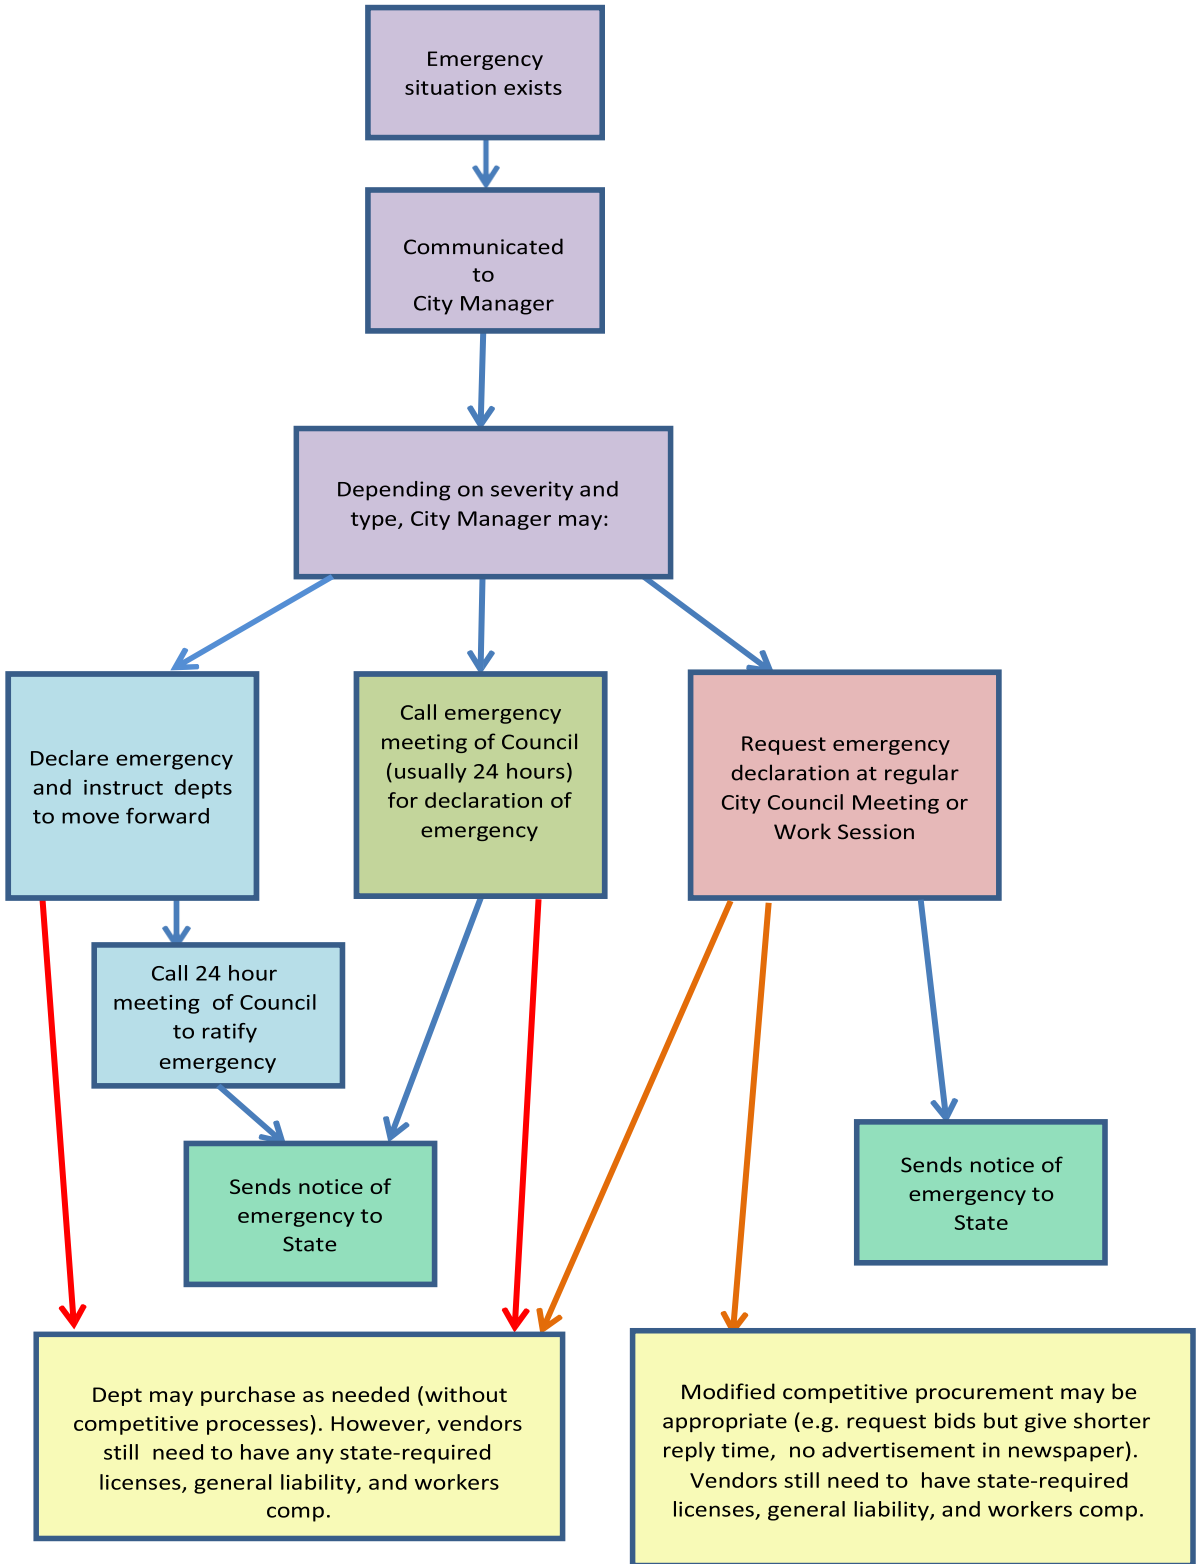 Emergency
situation exists
Communicated
to
City Manager
Depending on severity and
type, City Manager may:
Declare emergency
and instruct depts
to move forward
Call emergency
meeting of Council
(usually 24 hours)
for declaration of
emergency
Request emergency
declaration at regular
City Council Meeting or
Work Session
Call 24 hour
meeting of Council
to ratify
emergency
Sends notice of
emergency to
State
Sends notice of
emergency to
State
Dept may purchase as needed (without
competitive processes). However, vendors
still need to have any state-required
licenses, general liability, and workers
comp.
Modified competitive procurement may be
appropriate (e.g. request bids but give shorter
reply time, no advertisement in newspaper).
Vendors still need to have state-required
licenses, general liability, and workers comp.